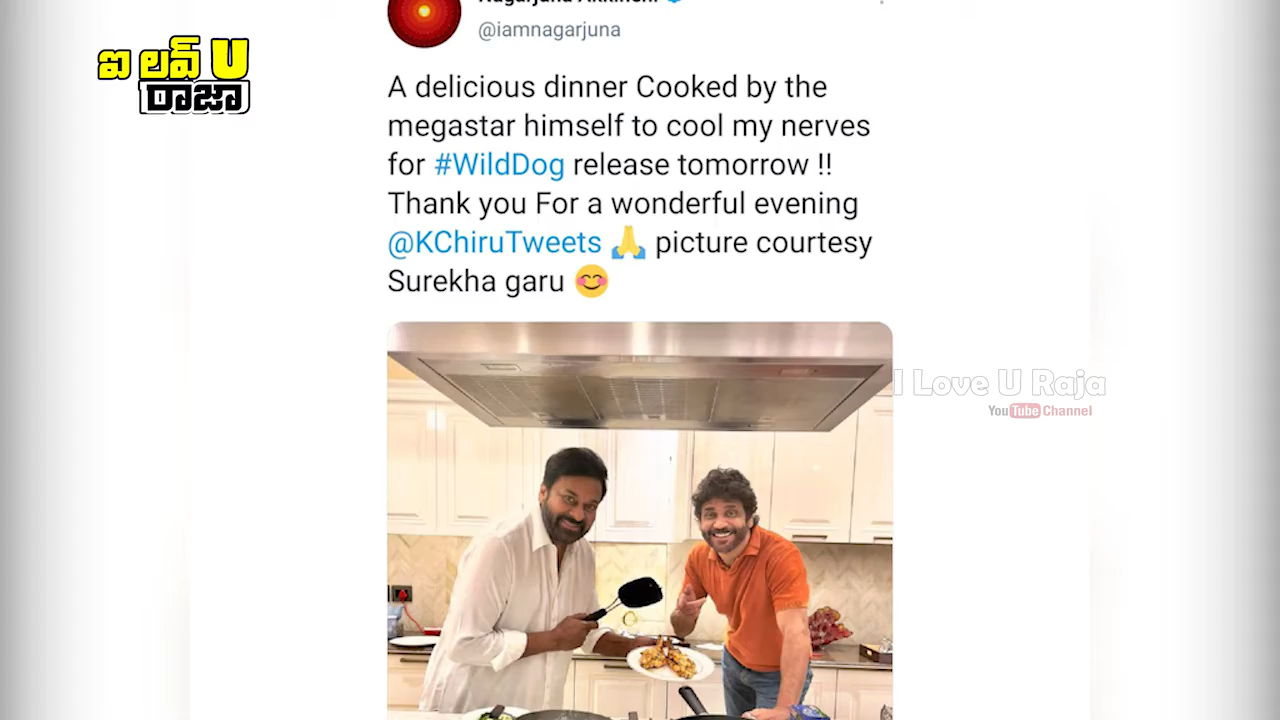 ఐ లవ్ U
రాజా
@iamnagarjuna
A delicious dinner Cooked by the
megastar himself to cool my nerves
for #WildDog release tomorrow !!
Thank you For a wonderful evening
@KChiruTweets 🙏 picture courtesy
Surekha garu 😊
I Love U Raja
YouTube Channel